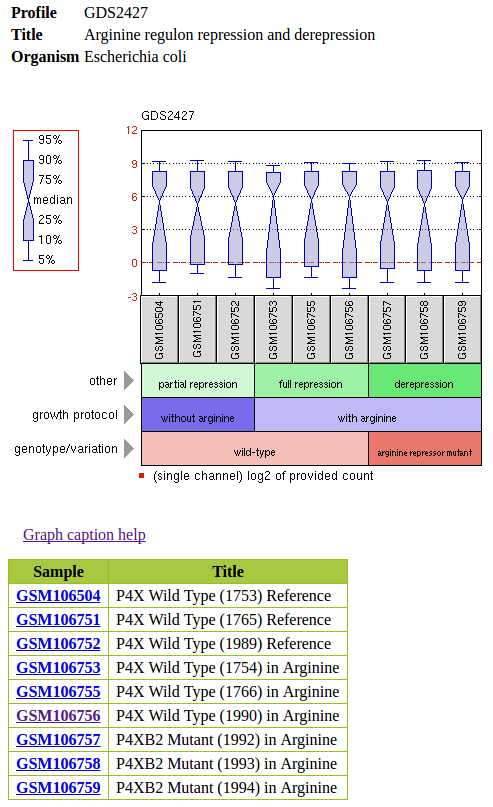 Profile GDS2427
Title Arginine regulon repression and derepression
Organism Escherichia coli
GDS2427
95%
90%
75%
median
25%
10%
5%
12
9
6
3
0
-3
GSM106504 GSM106751 GSM106752 GSM106753 GSM106755 GSM106756 GSM106757 GSM106758 GSM106759
other partial repression full repression derepression
growth protocol without arginine with arginine
genotype/variation wild-type arginine repressor mutant
(single channel) log2 of provided count
Graph caption help
Sample Title
GSM106504 P4X Wild Type (1753) Reference
GSM106751 P4X Wild Type (1765) Reference
GSM106752 P4X Wild Type (1989) Reference
GSM106753 P4X Wild Type (1754) in Arginine
GSM106755 P4X Wild Type (1766) in Arginine
GSM106756 P4X Wild Type (1990) in Arginine
GSM106757 P4XB2 Mutant (1992) in Arginine
GSM106758 P4XB2 Mutant (1993) in Arginine
GSM106759 P4XB2 Mutant (1994) in Arginine